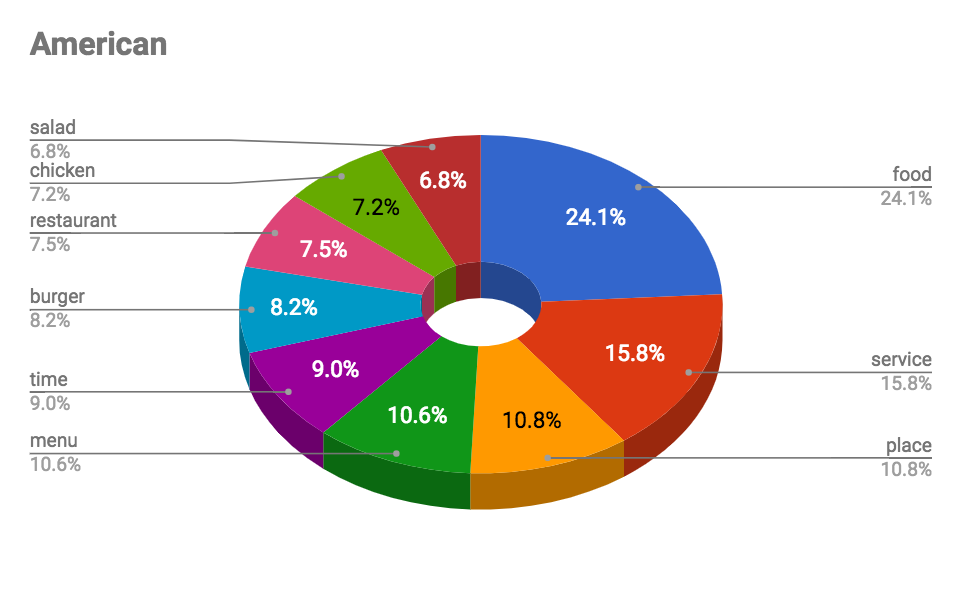 American
salad
6.8%
chicken
7.2%
restaurant
7.5%
burger
8.2%
time
9.0%
menu
10.6%
6.8%
7.2%
7.5%
8.2%
9.0%
10.6%
10.8%
15.8%
24.1%
food
24.1%
service
15.8%
place
10.8%